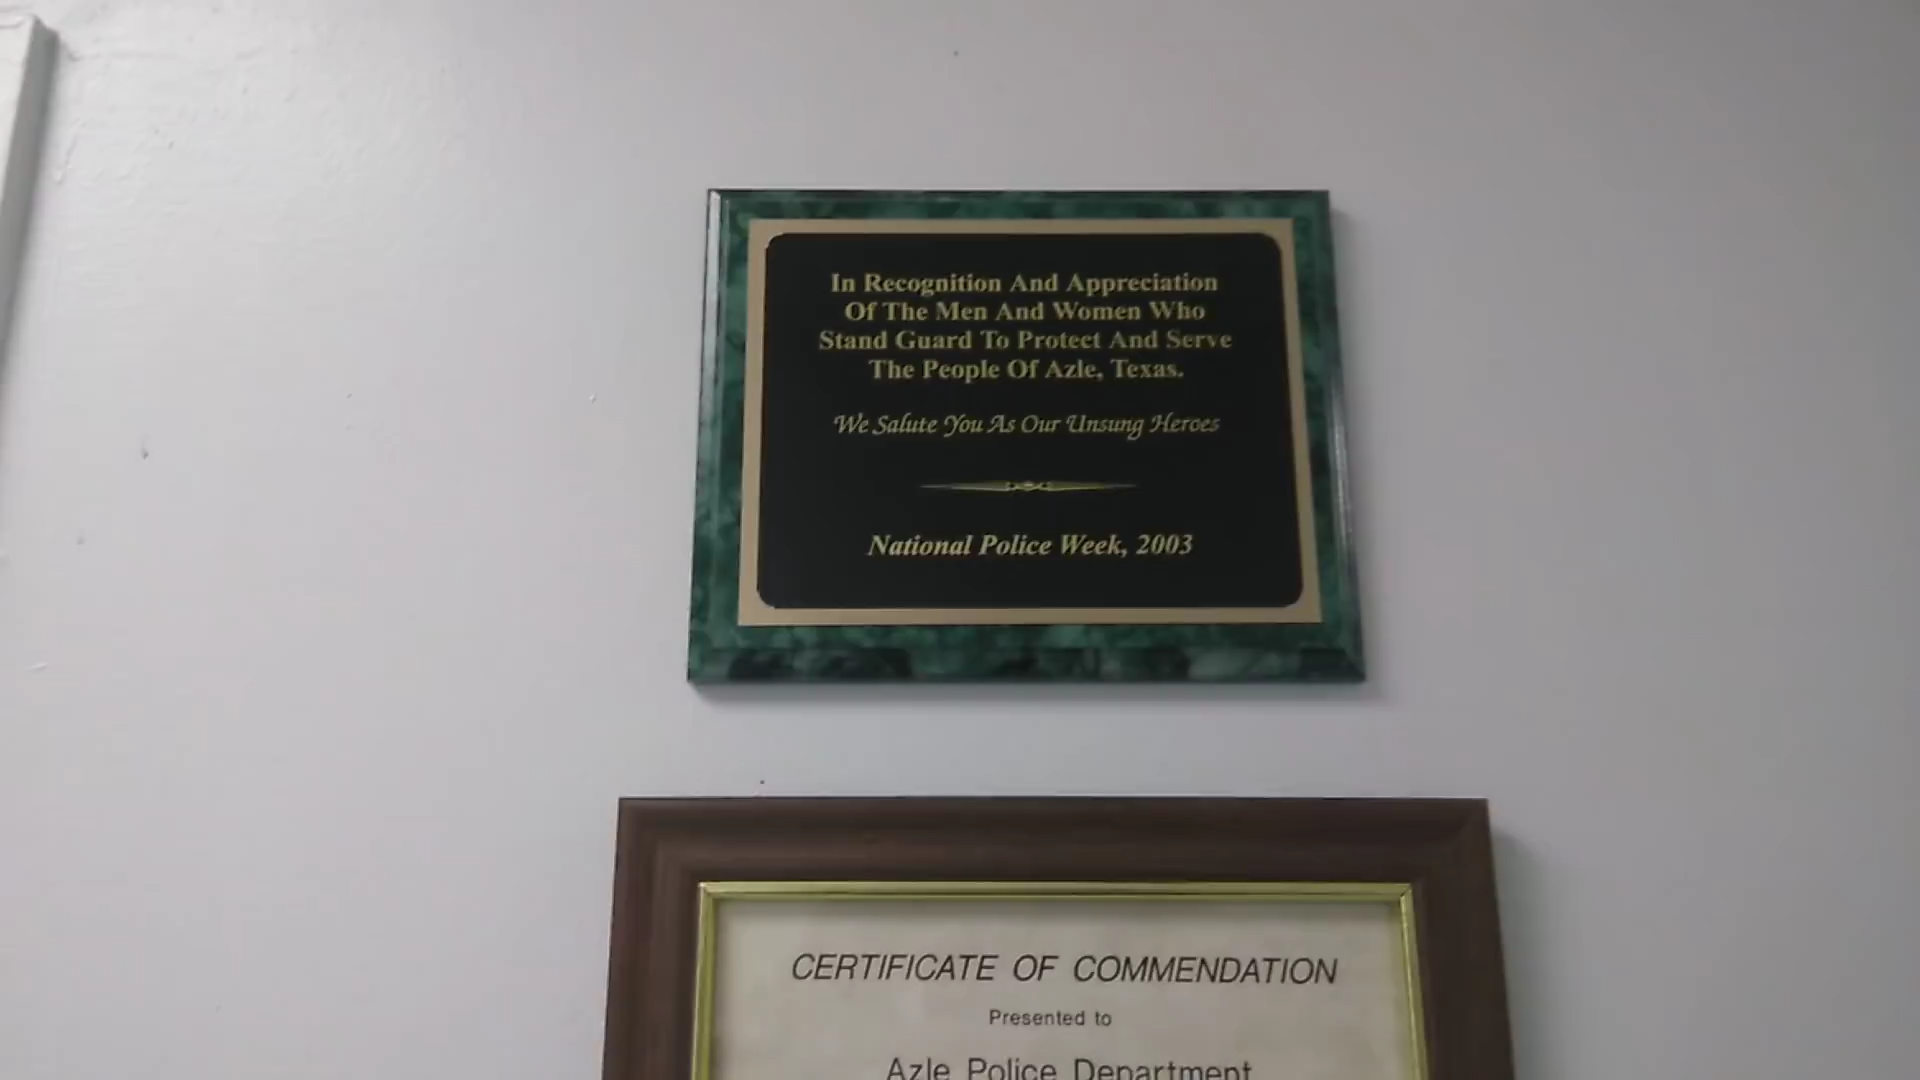 In Recognition And Appreciation
Of The Men And Women Who
Stand Guard To Protect And Serve
The People Of Azle, Texas.
We Salute You As Our Unsung Heroes
National Police Week, 2003
CERTIFICATE OF COMMENDATION
Presented to
Azle Police Department